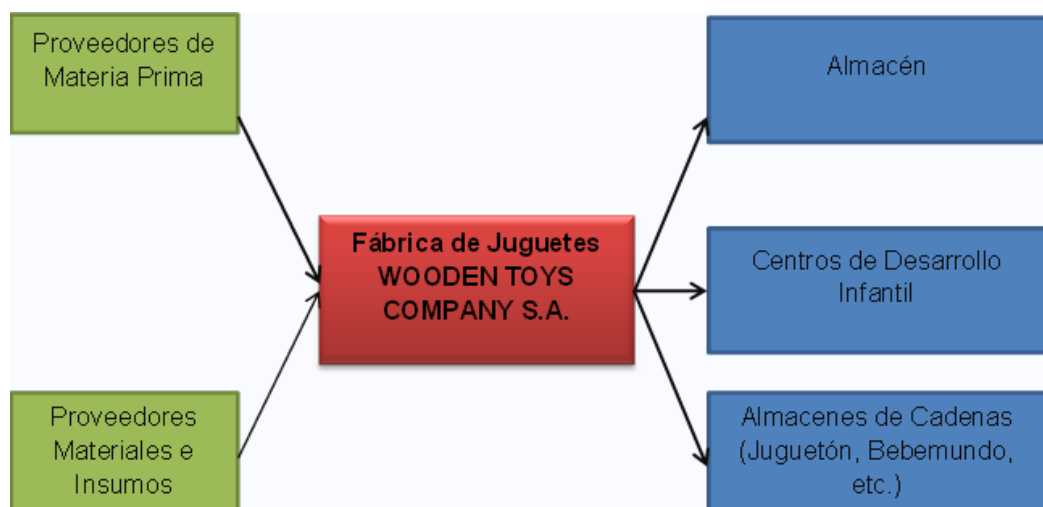 Proveedores de
Materia Prima
Almacén
Fábrica de Juguetes
WOODEN TOYS
COMPANY S.A.
Centros de Desarrollo
Infantil
Proveedores
Materiales e
Insumos
Almacenes de Cadenas
(Juguetón, Bebemundo,
etc.)